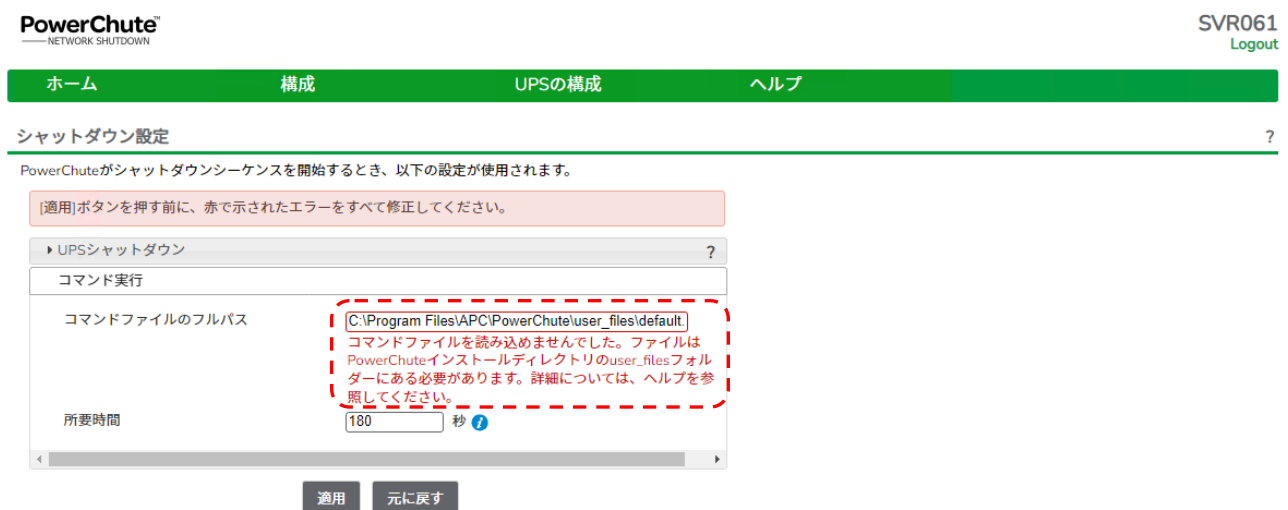 PowerChute™
NETWORK SHUTDOWN
SVR061
Logout
ホーム 構成 UPSの構成 ヘルプ
シャットダウン設定 ?
PowerChuteがシャットダウンシーケンスを開始するとき、以下の設定が使用されます。
[適用]ボタンを押す前に、赤で示されたエラーをすべて修正してください。
UPSシャットダウン ?
コマンド実行
コマンドファイルのフルパス C:\Program Files\APC\PowerChute\user_files\default.
コマンドファイルを読み込めませんでした。ファイルは
PowerChuteインストールディレクトリのuser_filesフォル
ダーにある必要があります。詳細については、ヘルプを参
照してください。
所要時間 180 秒 i
適用 元に戻す